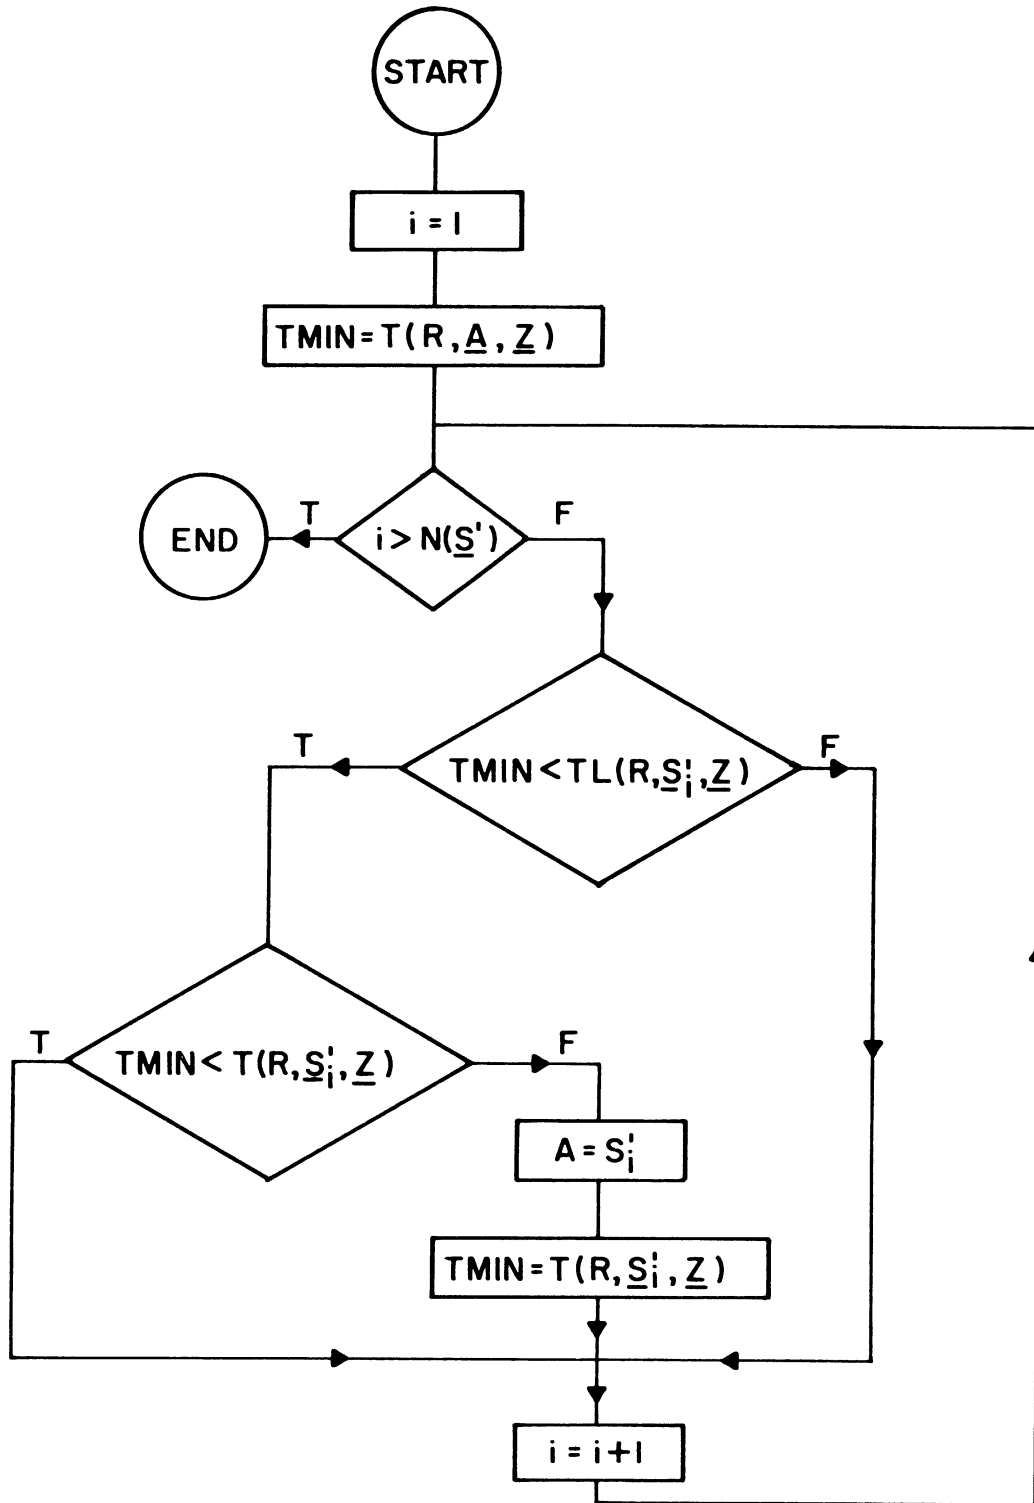 START
i = 1
TMIN=T(R,A,Z)
T
F
END
i>N(S')
T
F
TMIN<TL(R,S'i,Z)
T
F
TMIN<T(R,S'i,Z)
A=S'i
TMIN=T(R,S'i,Z)
i = i+1